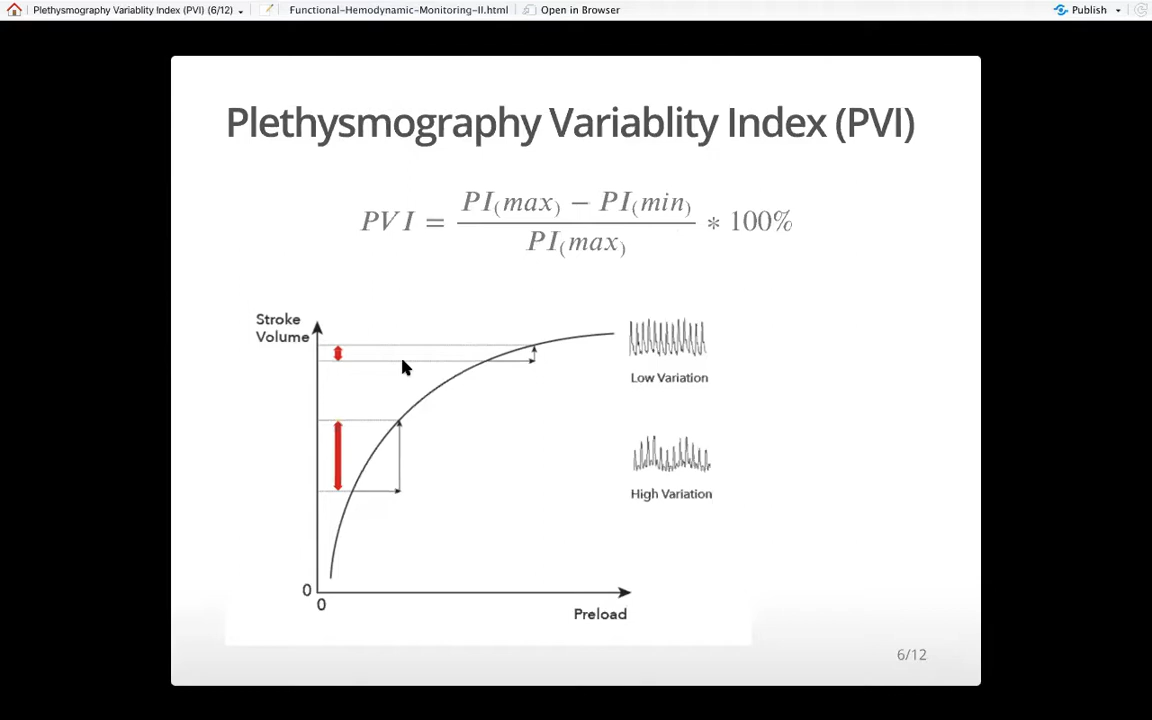 Plethysmography Variablity Index (PVI) (6/12)
Functional-Hemodynamic-Monitoring-II.html
Open in Browser
Publish
Plethysmography Variablity Index (PVI)
PVI = PI(max) − PI(min) / PI(max) * 100%
Stroke
Volume
Low Variation
High Variation
0
0
Preload
6/12